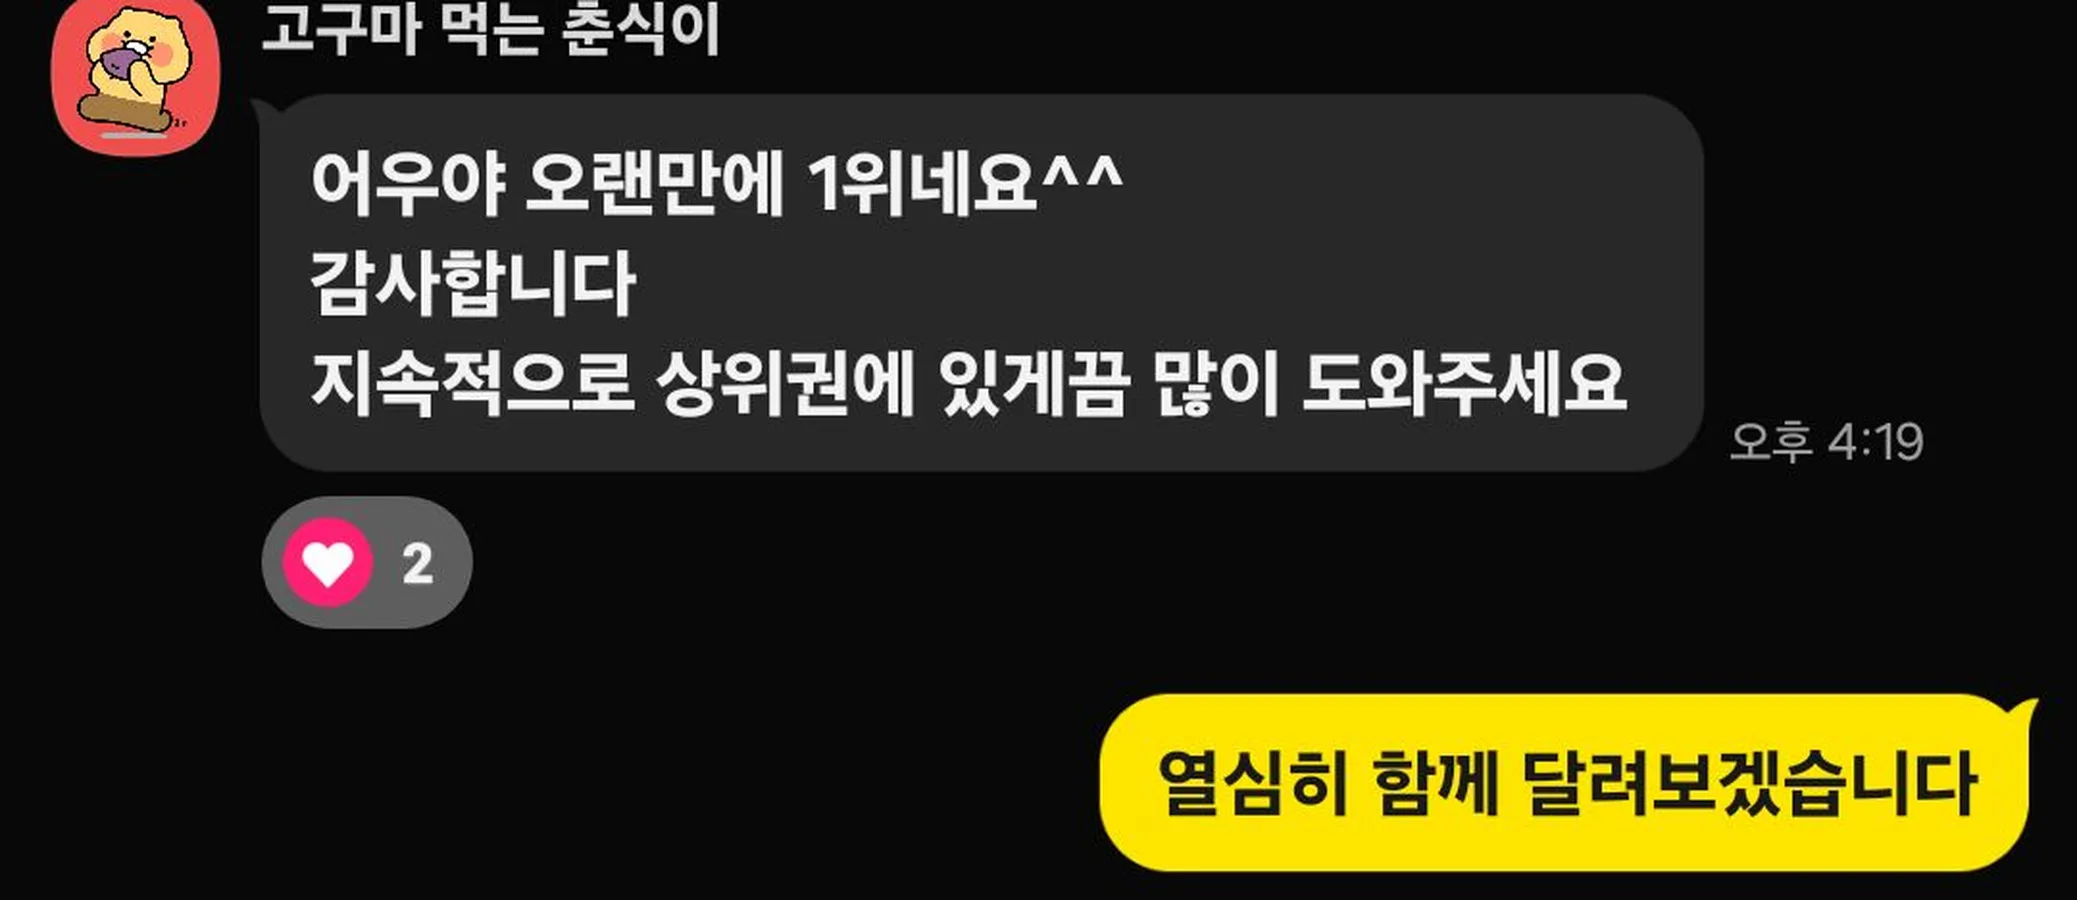 고구마 먹는 춘식이
어우야 오랜만에 1위네요^^
감사합니다
지속적으로 상위권에 있게끔 많이 도와주세요
오후 4:19
2
열심히 함께 달려보겠습니다